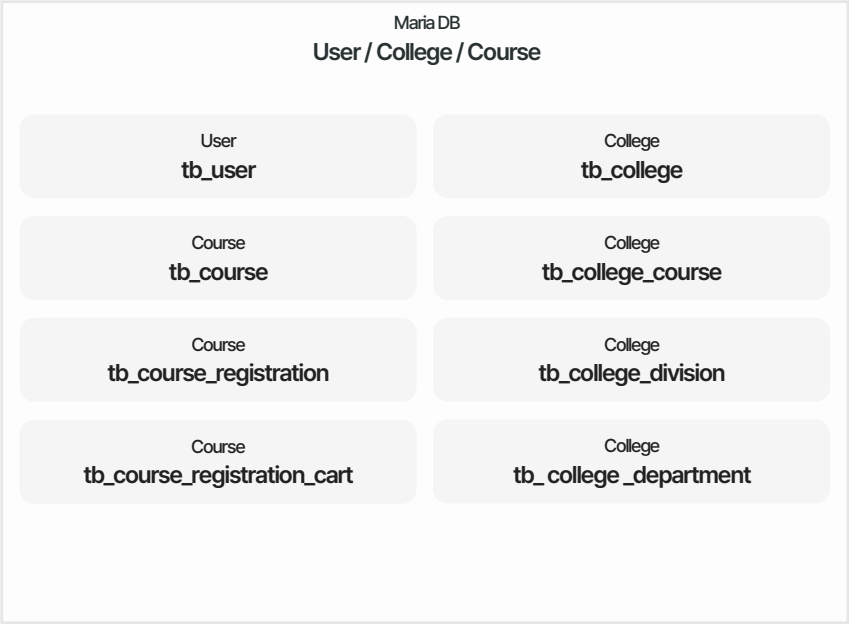 Maria DB
User / College / Course
User
tb_user
College
tb_college
Course
tb_course
College
tb_college_course
Course
tb_course_registration
College
tb_college_division
Course
tb_course_registration_cart
College
tb_ college _department